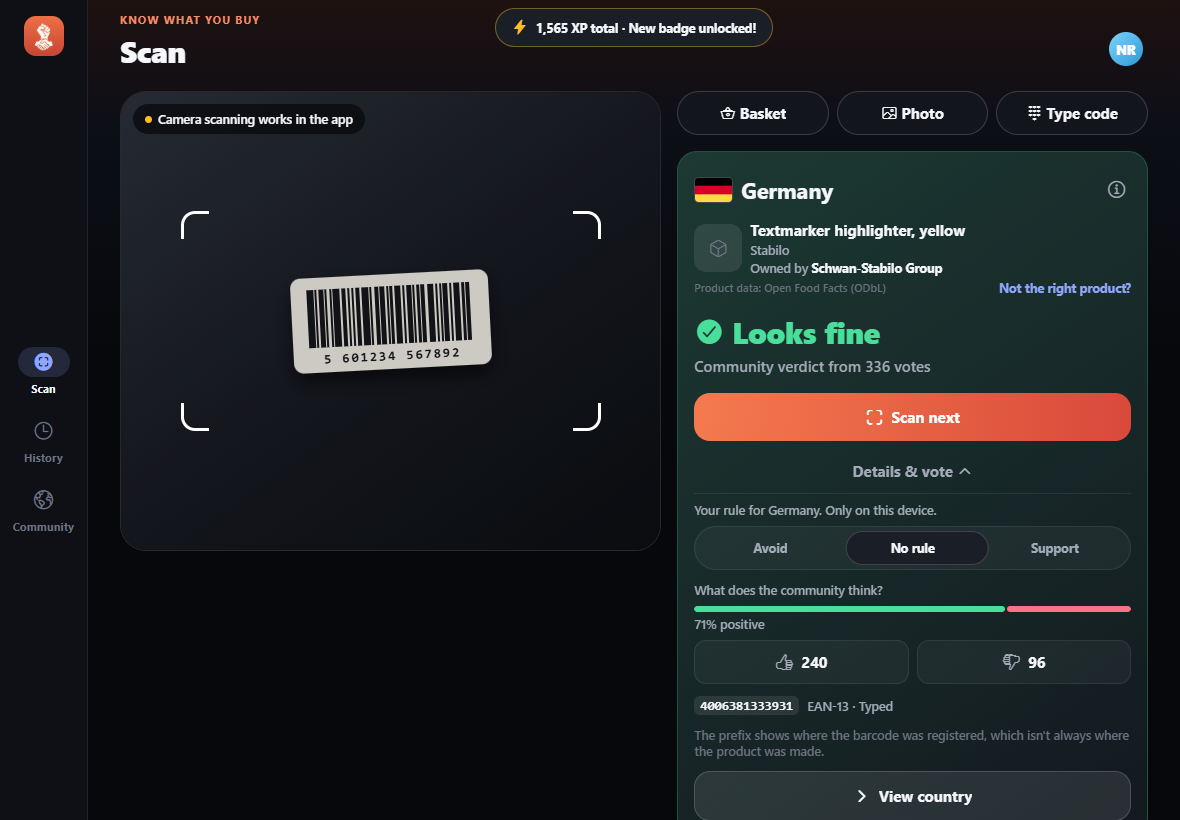 KNOW WHAT YOU BUY
Scan
1,565 XP total · New badge unlocked!
NR
Camera scanning works in the app
5 601234 567892
Scan
History
Community
Basket
Photo
Type code
Germany
Textmarker highlighter, yellow
Stabilo
Owned by Schwan-Stabilo Group
Product data: Open Food Facts (ODbL)
Not the right product?
Looks fine
Community verdict from 336 votes
Scan next
Details & vote
Your rule for Germany. Only on this device.
Avoid
No rule
Support
What does the community think?
71% positive
240
96
4006381333931 EAN-13 · Typed
The prefix shows where the barcode was registered, which isn't always where
the product was made.
View country